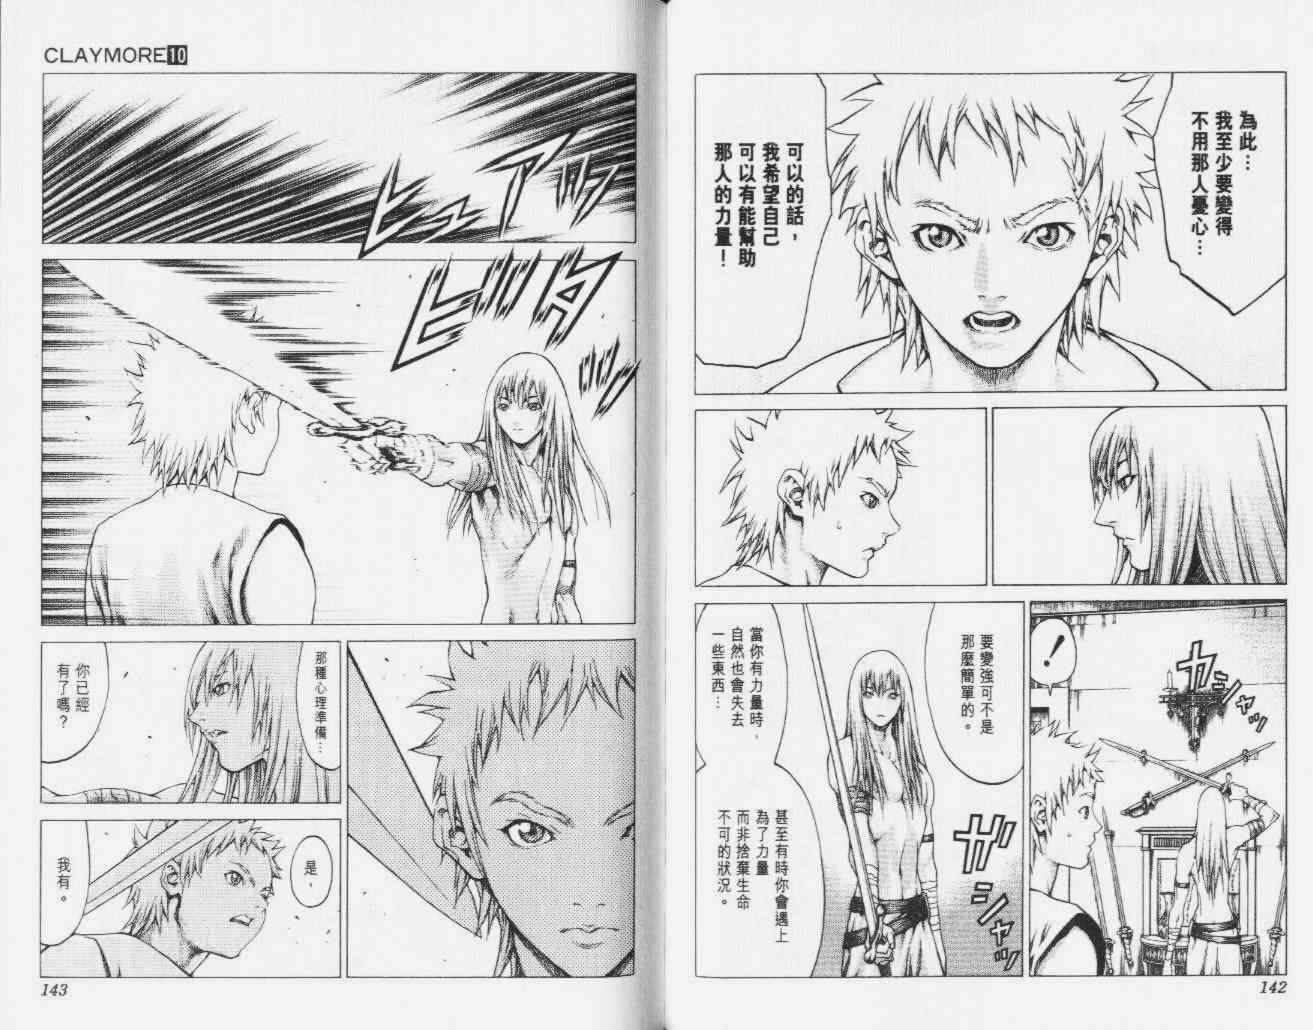 為此…
我至少要變得
不用那人憂心…
可以的話，
我希望自己
可以有能幫助
那人的力量！
！
カシャッ
要變強可不是
那麼簡單的。
ガシャッ
當你有力量時，
自然也會失去
一些東西…
甚至有時你會遇上
為了力量
而非捨棄生命
不可的狀況。
142
CLAYMORE 10
ヒュアッ
ビタッ
那種心理準備…
你已經
有了嗎？
是，
我有。
143